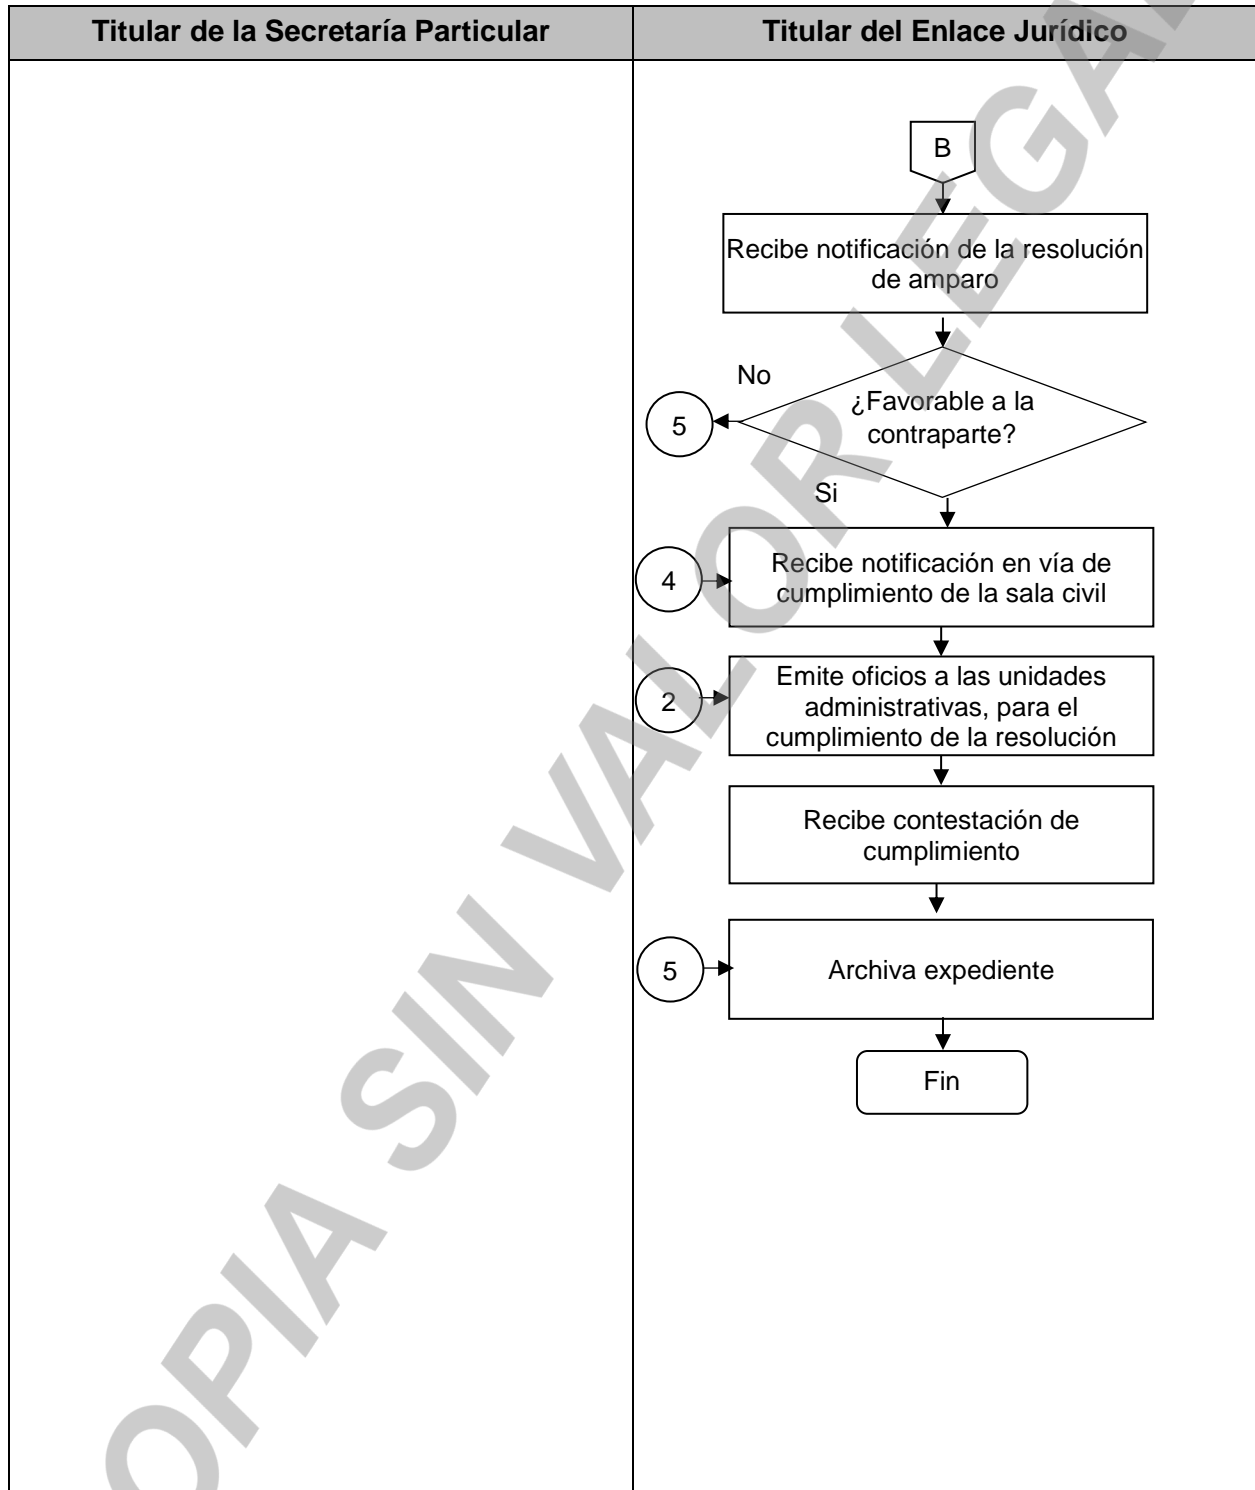 Titular de la Secretaría Particular
Titular del Enlace Jurídico
B
Recibe notificación de la resolución
de amparo
No
¿Favorable a la
contraparte?
5
Si
4
Recibe notificación en vía de
cumplimiento de la sala civil
2
Emite oficios a las unidades
administrativas, para el
cumplimiento de la resolución
Recibe contestación de
cumplimiento
5
Archiva expediente
Fin
OPIA SIN VALOR LEGA